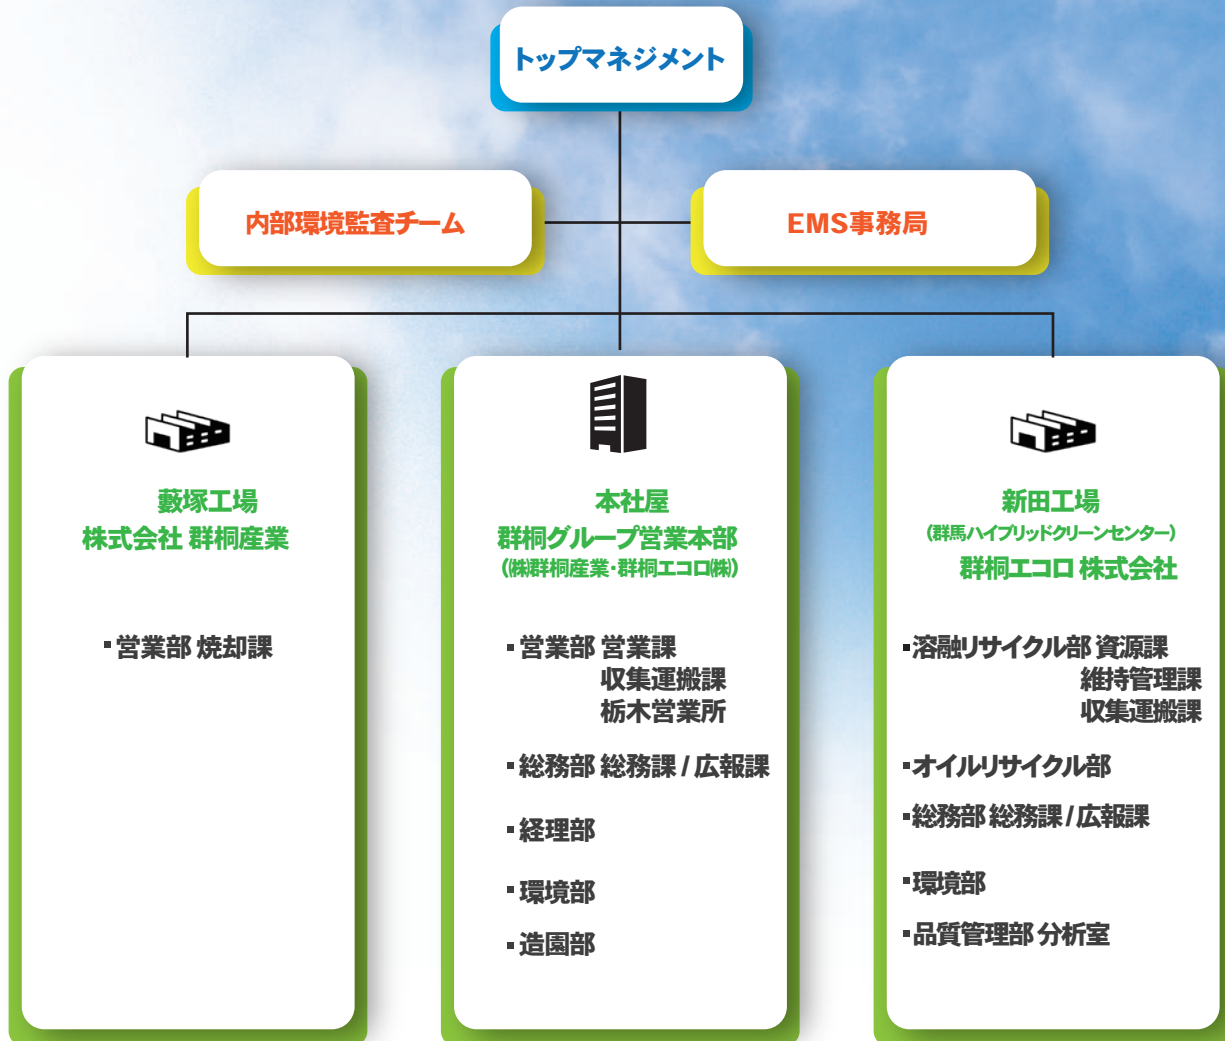 トップマネジメント
内部環境監査チーム
EMS事務局
藪塚工場
株式会社 群桐産業
・営業部 焼却課
本社屋
群桐グループ営業本部
(㈱群桐産業・群桐エコロ㈱)
・営業部 営業課
収集運搬課
栃木営業所
・総務部 総務課 / 広報課
・経理部
・環境部
・造園部
新田工場
(群馬ハイブリッドクリーンセンター)
群桐エコロ 株式会社
・溶融リサイクル部 資源課
維持管理課
収集運搬課
・オイルリサイクル部
・総務部 総務課 / 広報課
・環境部
・品質管理部 分析室